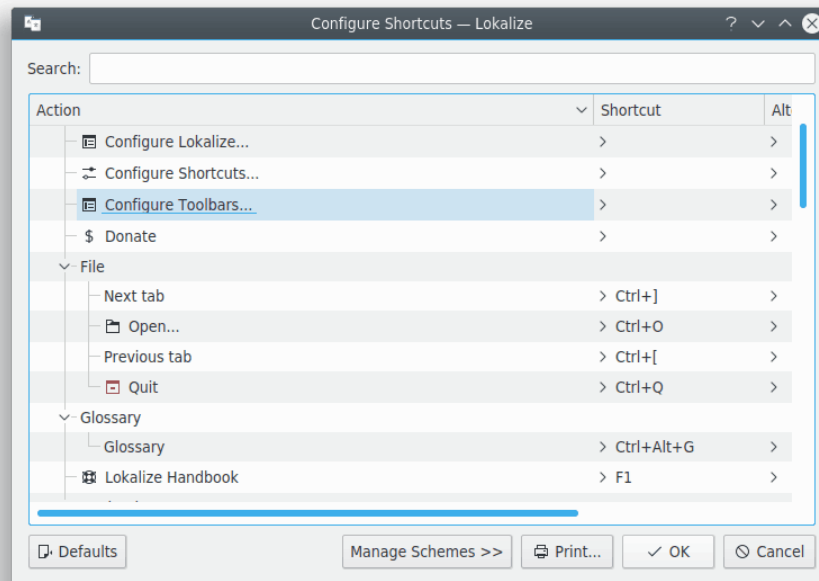 Configure Shortcuts — Lokalize
Search:
Action Shortcut Alt
Configure Lokalize...
Configure Shortcuts...
Configure Toolbars...
$ Donate
File
Next tab Ctrl+]
Open... Ctrl+O
Previous tab Ctrl+[
Quit Ctrl+Q
Glossary
Glossary Ctrl+Alt+G
Lokalize Handbook F1
Defaults Manage Schemes >> Print... OK Cancel